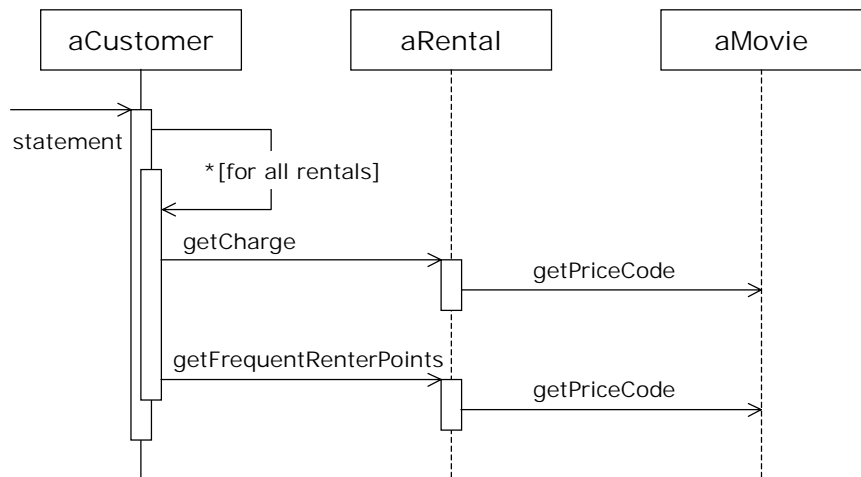 aCustomer
aRental
aMovie
statement
*[for all rentals]
getCharge
getPriceCode
getFrequentRenterPoints
getPriceCode